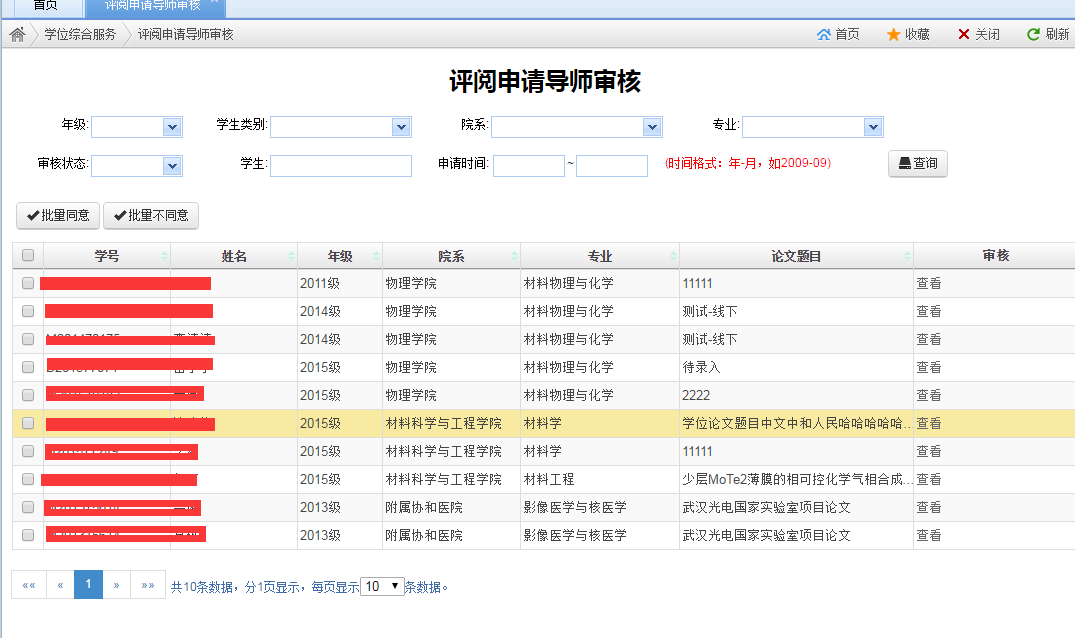 首页 评阅申请导师审核
学位综合服务 评阅申请导师审核 首页 收藏 关闭 刷新
评阅申请导师审核
年级: 学生类别: 院系: 专业:
审核状态: 学生: 申请时间: ~ (时间格式：年-月，如2009-09) 查询
批量同意 批量不同意
学号 姓名 年级 院系 专业 论文题目 审核
2011级 物理学院 材料物理与化学 11111 查看
2014级 物理学院 材料物理与化学 测试-线下 查看
2014级 物理学院 材料物理与化学 测试-线下 查看
2015级 物理学院 材料物理与化学 待录入 查看
2015级 物理学院 材料物理与化学 2222 查看
2015级 材料科学与工程学院 材料学 学位论文题目中文中和人民哈哈哈哈哈... 查看
2015级 材料科学与工程学院 材料学 11111 查看
2015级 材料科学与工程学院 材料工程 少层MoTe2薄膜的相可控化学气相合成... 查看
2013级 附属协和医院 影像医学与核医学 武汉光电国家实验室项目论文 查看
2013级 附属协和医院 影像医学与核医学 武汉光电国家实验室项目论文 查看
«« « 1 » »» 共10条数据，分1页显示，每页显示 10 条数据。